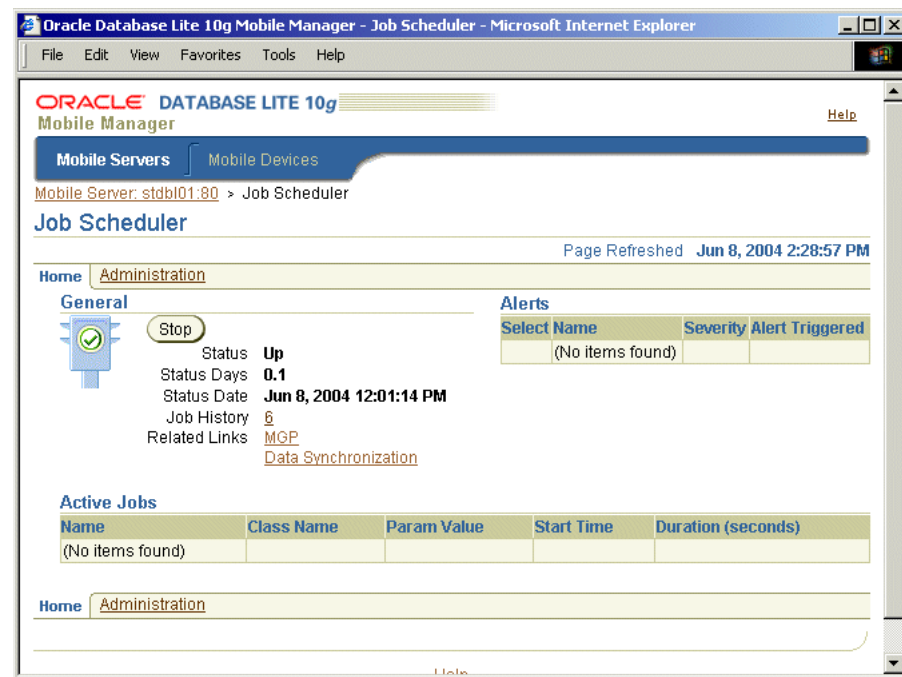 Oracle Database Lite 10g Mobile Manager - Job Scheduler - Microsoft Internet Explorer
File Edit View Favorites Tools Help
ORACLE DATABASE LITE 10g
Mobile Manager
Help
Mobile Servers Mobile Devices
Mobile Server: stdbl01:80 > Job Scheduler
Job Scheduler
Page Refreshed Jun 8, 2004 2:28:57 PM
Home Administration
General
Stop
Status Up
Status Days 0.1
Status Date Jun 8, 2004 12:01:14 PM
Job History 6
Related Links MGP
Data Synchronization
Alerts
Select Name Severity Alert Triggered
(No items found)
Active Jobs
Name Class Name Param Value Start Time Duration (seconds)
(No items found)
Home Administration
Help